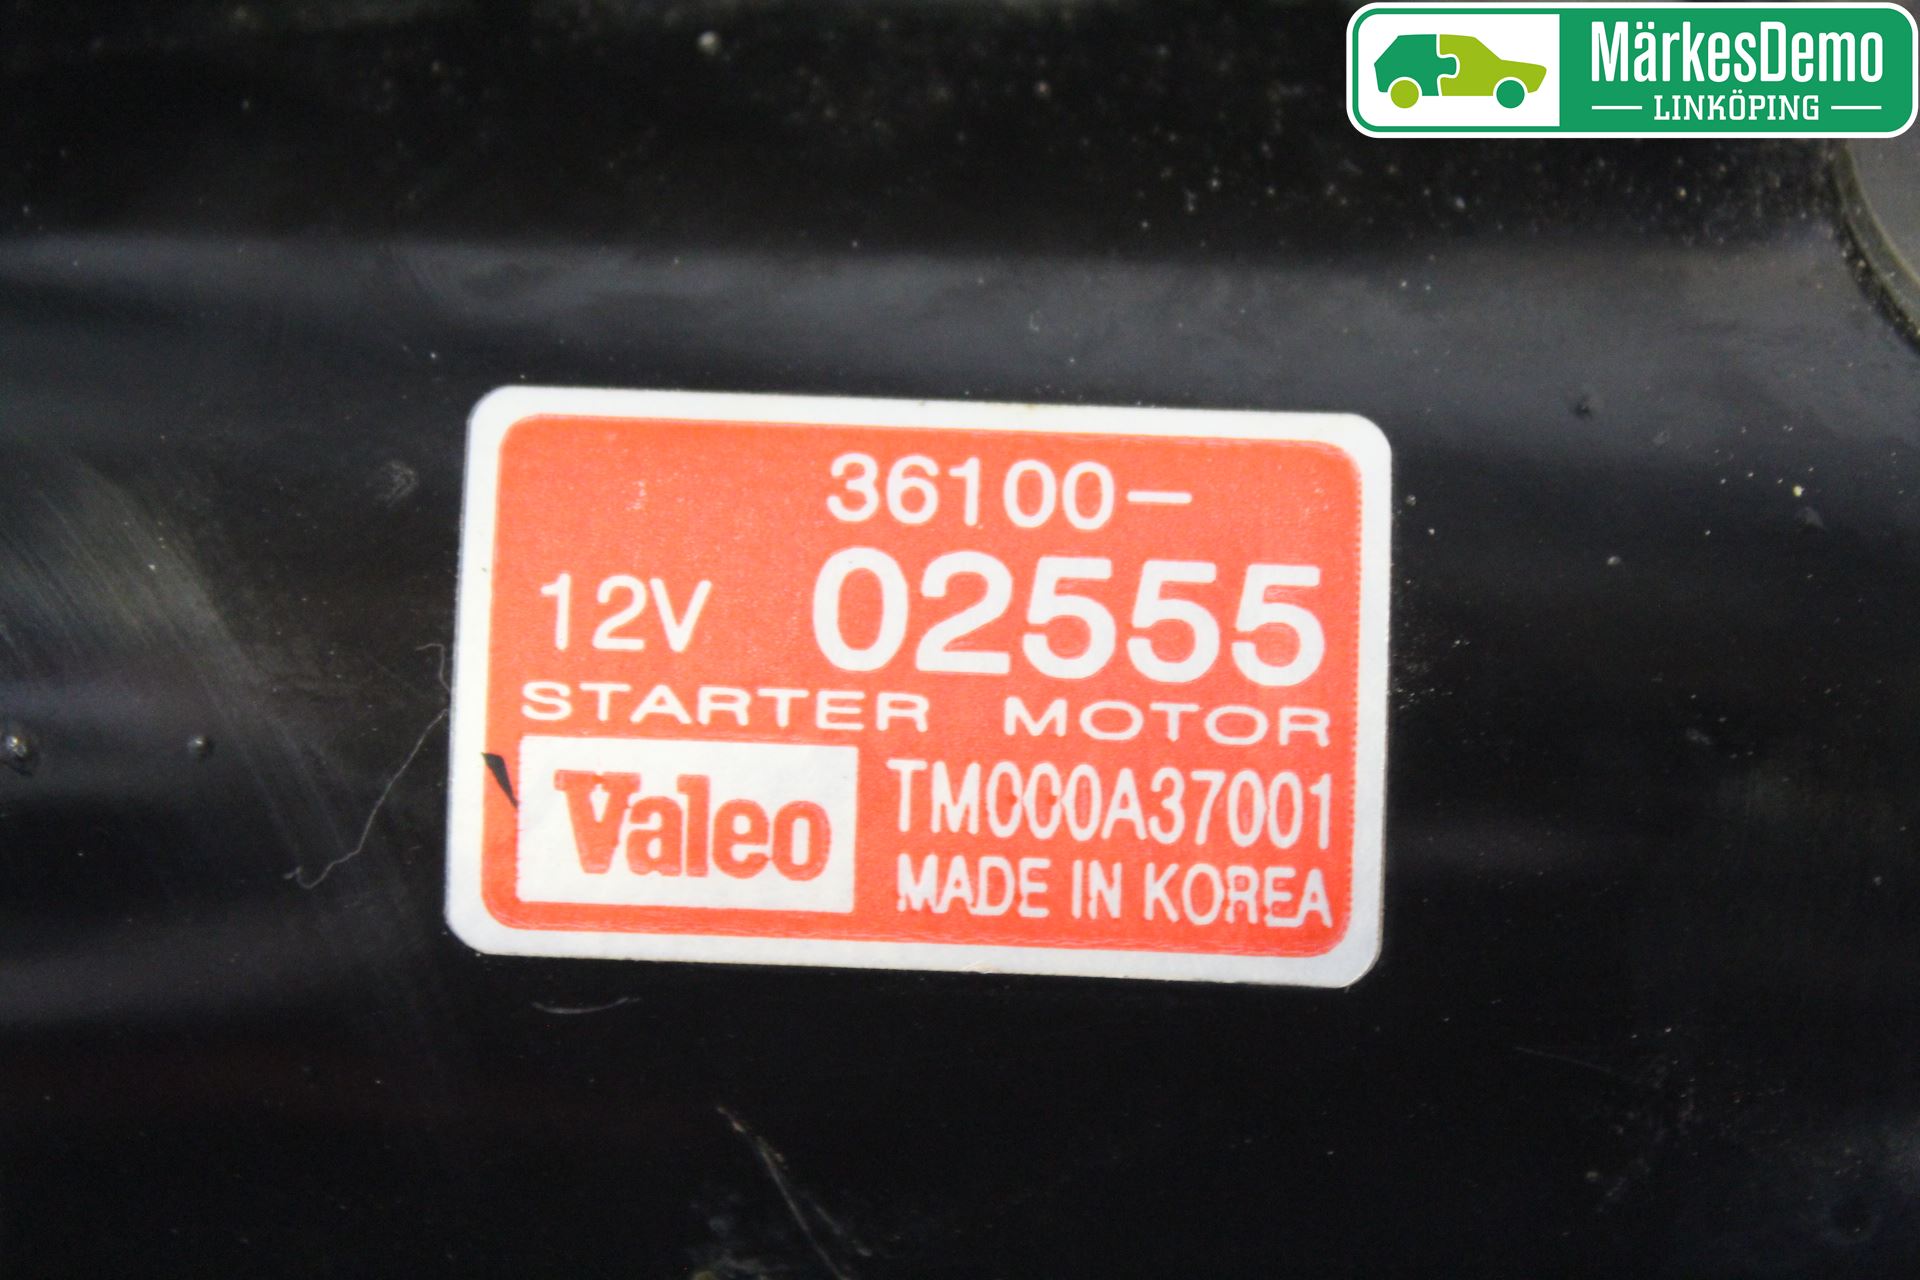 MärkesDemo
LINKÖPING
36100-
12V 02555
STARTER MOTOR
Valeo
TM000A37001
MADE IN KOREA